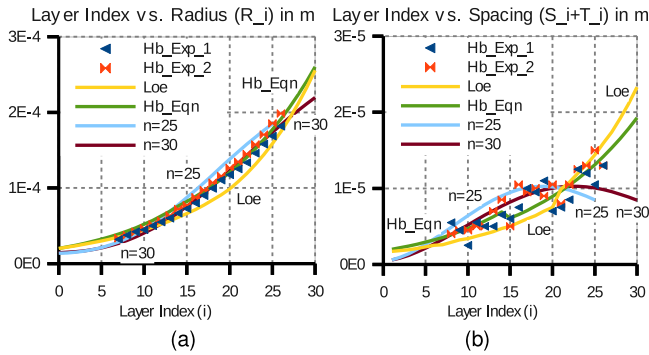 Layer Index vs. Radius (R_i) in m
3E-4
2E-4
1E-4
0E0
Hb_Exp_1
Hb_Exp_2
Loe
Hb_Eqn
n=25
n=30
Hb_Eqn
n=30
n=25
Loe
n=30
0 5 10 15 20 25 30
Layer Index (i)
(a)
Layer Index vs. Spacing (S_i+T_i) in m
3E-5
2E-5
1E-5
0E0
Hb_Exp_1
Hb_Exp_2
Loe
Hb_Eqn
n=25
n=30
Loe
n=25
Hb_Eqn
n=25
n=30
Loe
0 5 10 15 20 25 30
Layer Index (i)
(b)